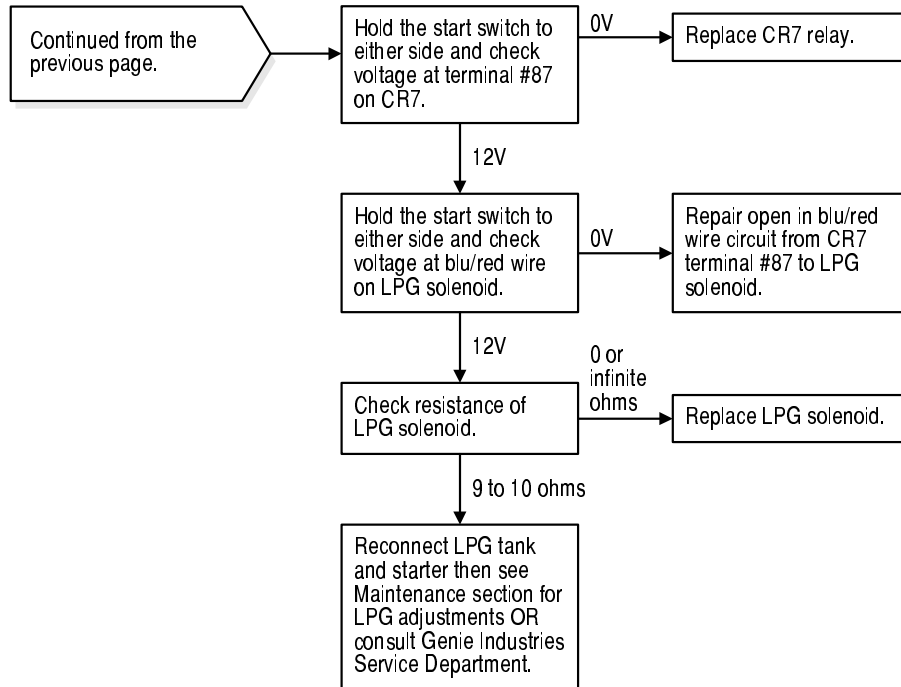 Continued from the
previous page.
Hold the start switch to
either side and check
voltage at terminal #87
on CR7.
0V
Replace CR7 relay.
12V
Hold the start switch to
either side and check
voltage at blu/red wire
on LPG solenoid.
0V
Repair open in blu/red
wire circuit from CR7
terminal #87 to LPG
solenoid.
12V
Check resistance of
LPG solenoid.
0 or
infinite
ohms
Replace LPG solenoid.
9 to 10 ohms
Reconnect LPG tank
and starter then see
Maintenance section for
LPG adjustments OR
consult Genie Industries
Service Department.